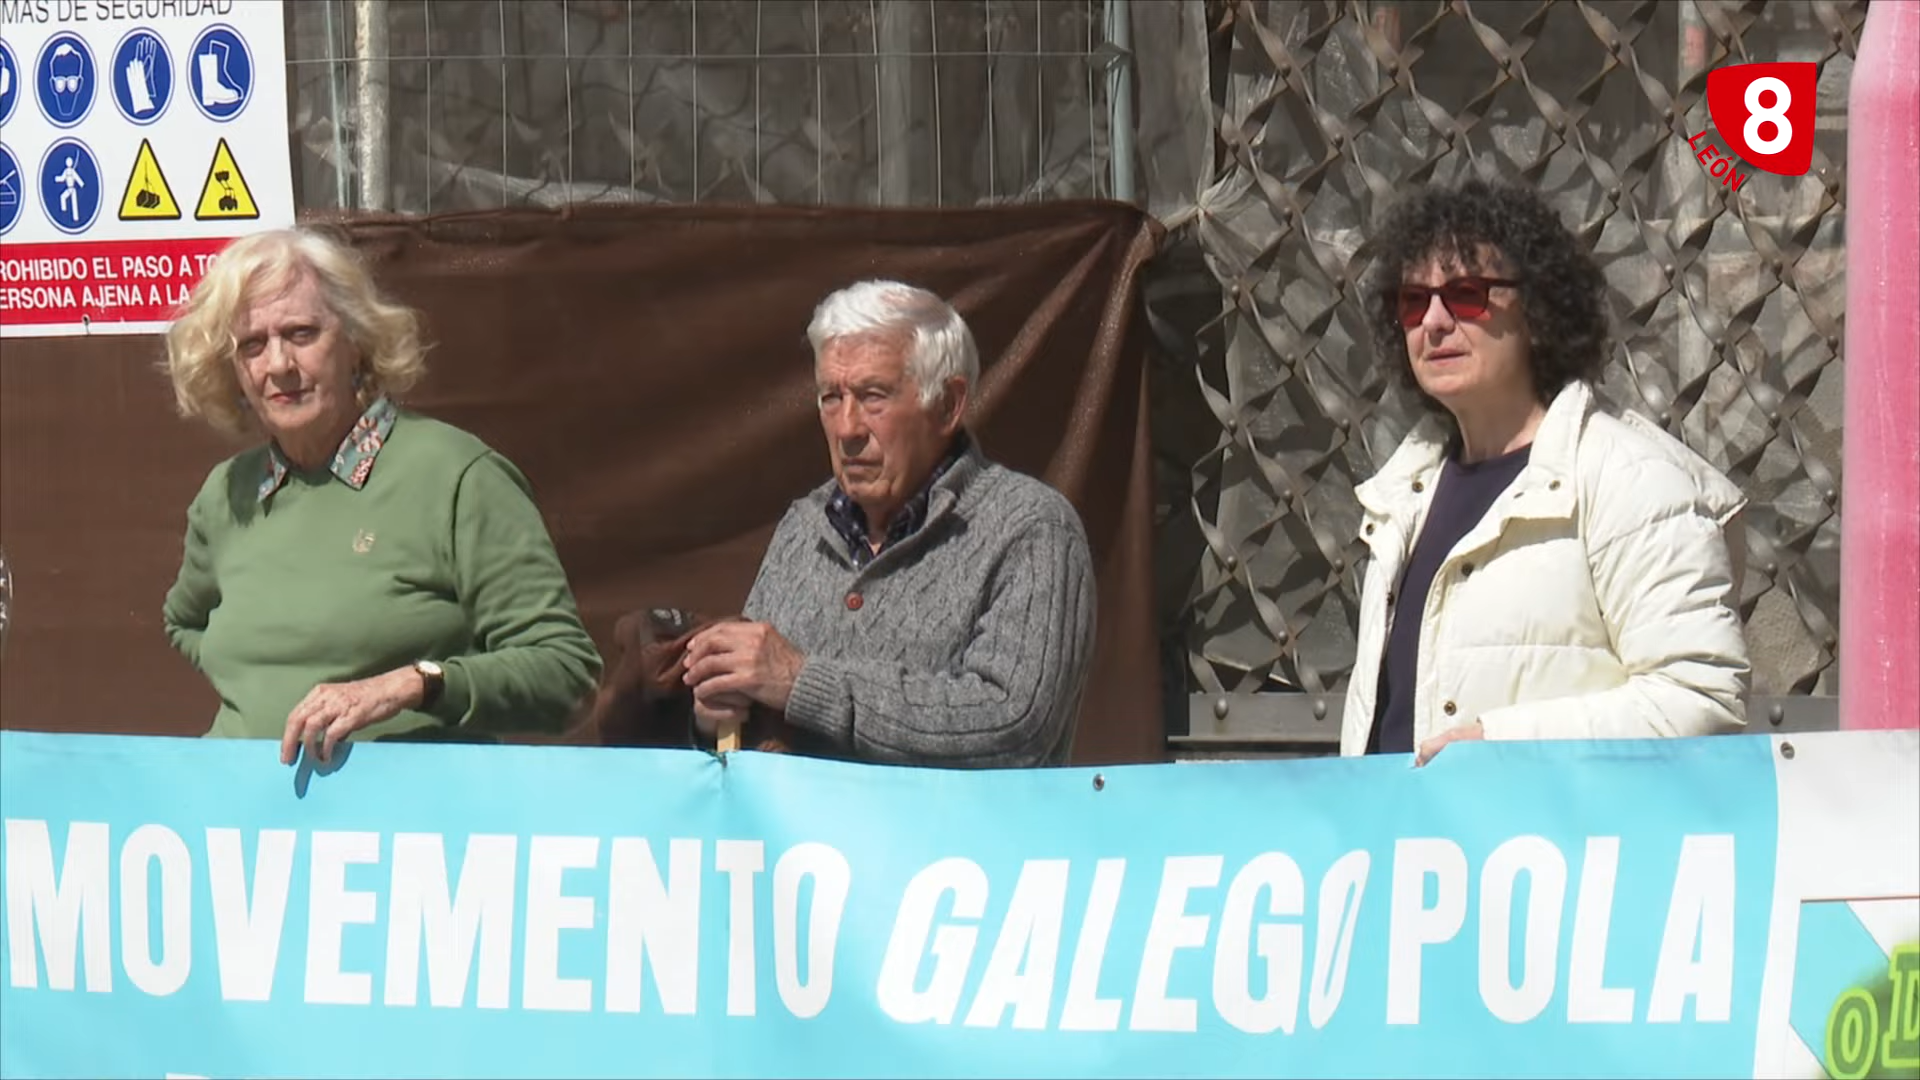 MAS DE SEGURIDAD
ROHIBIDO EL PASO A TO
ERSONA AJENA A LA
8
LEÓN
MOVEMENTO GALEGO POLA